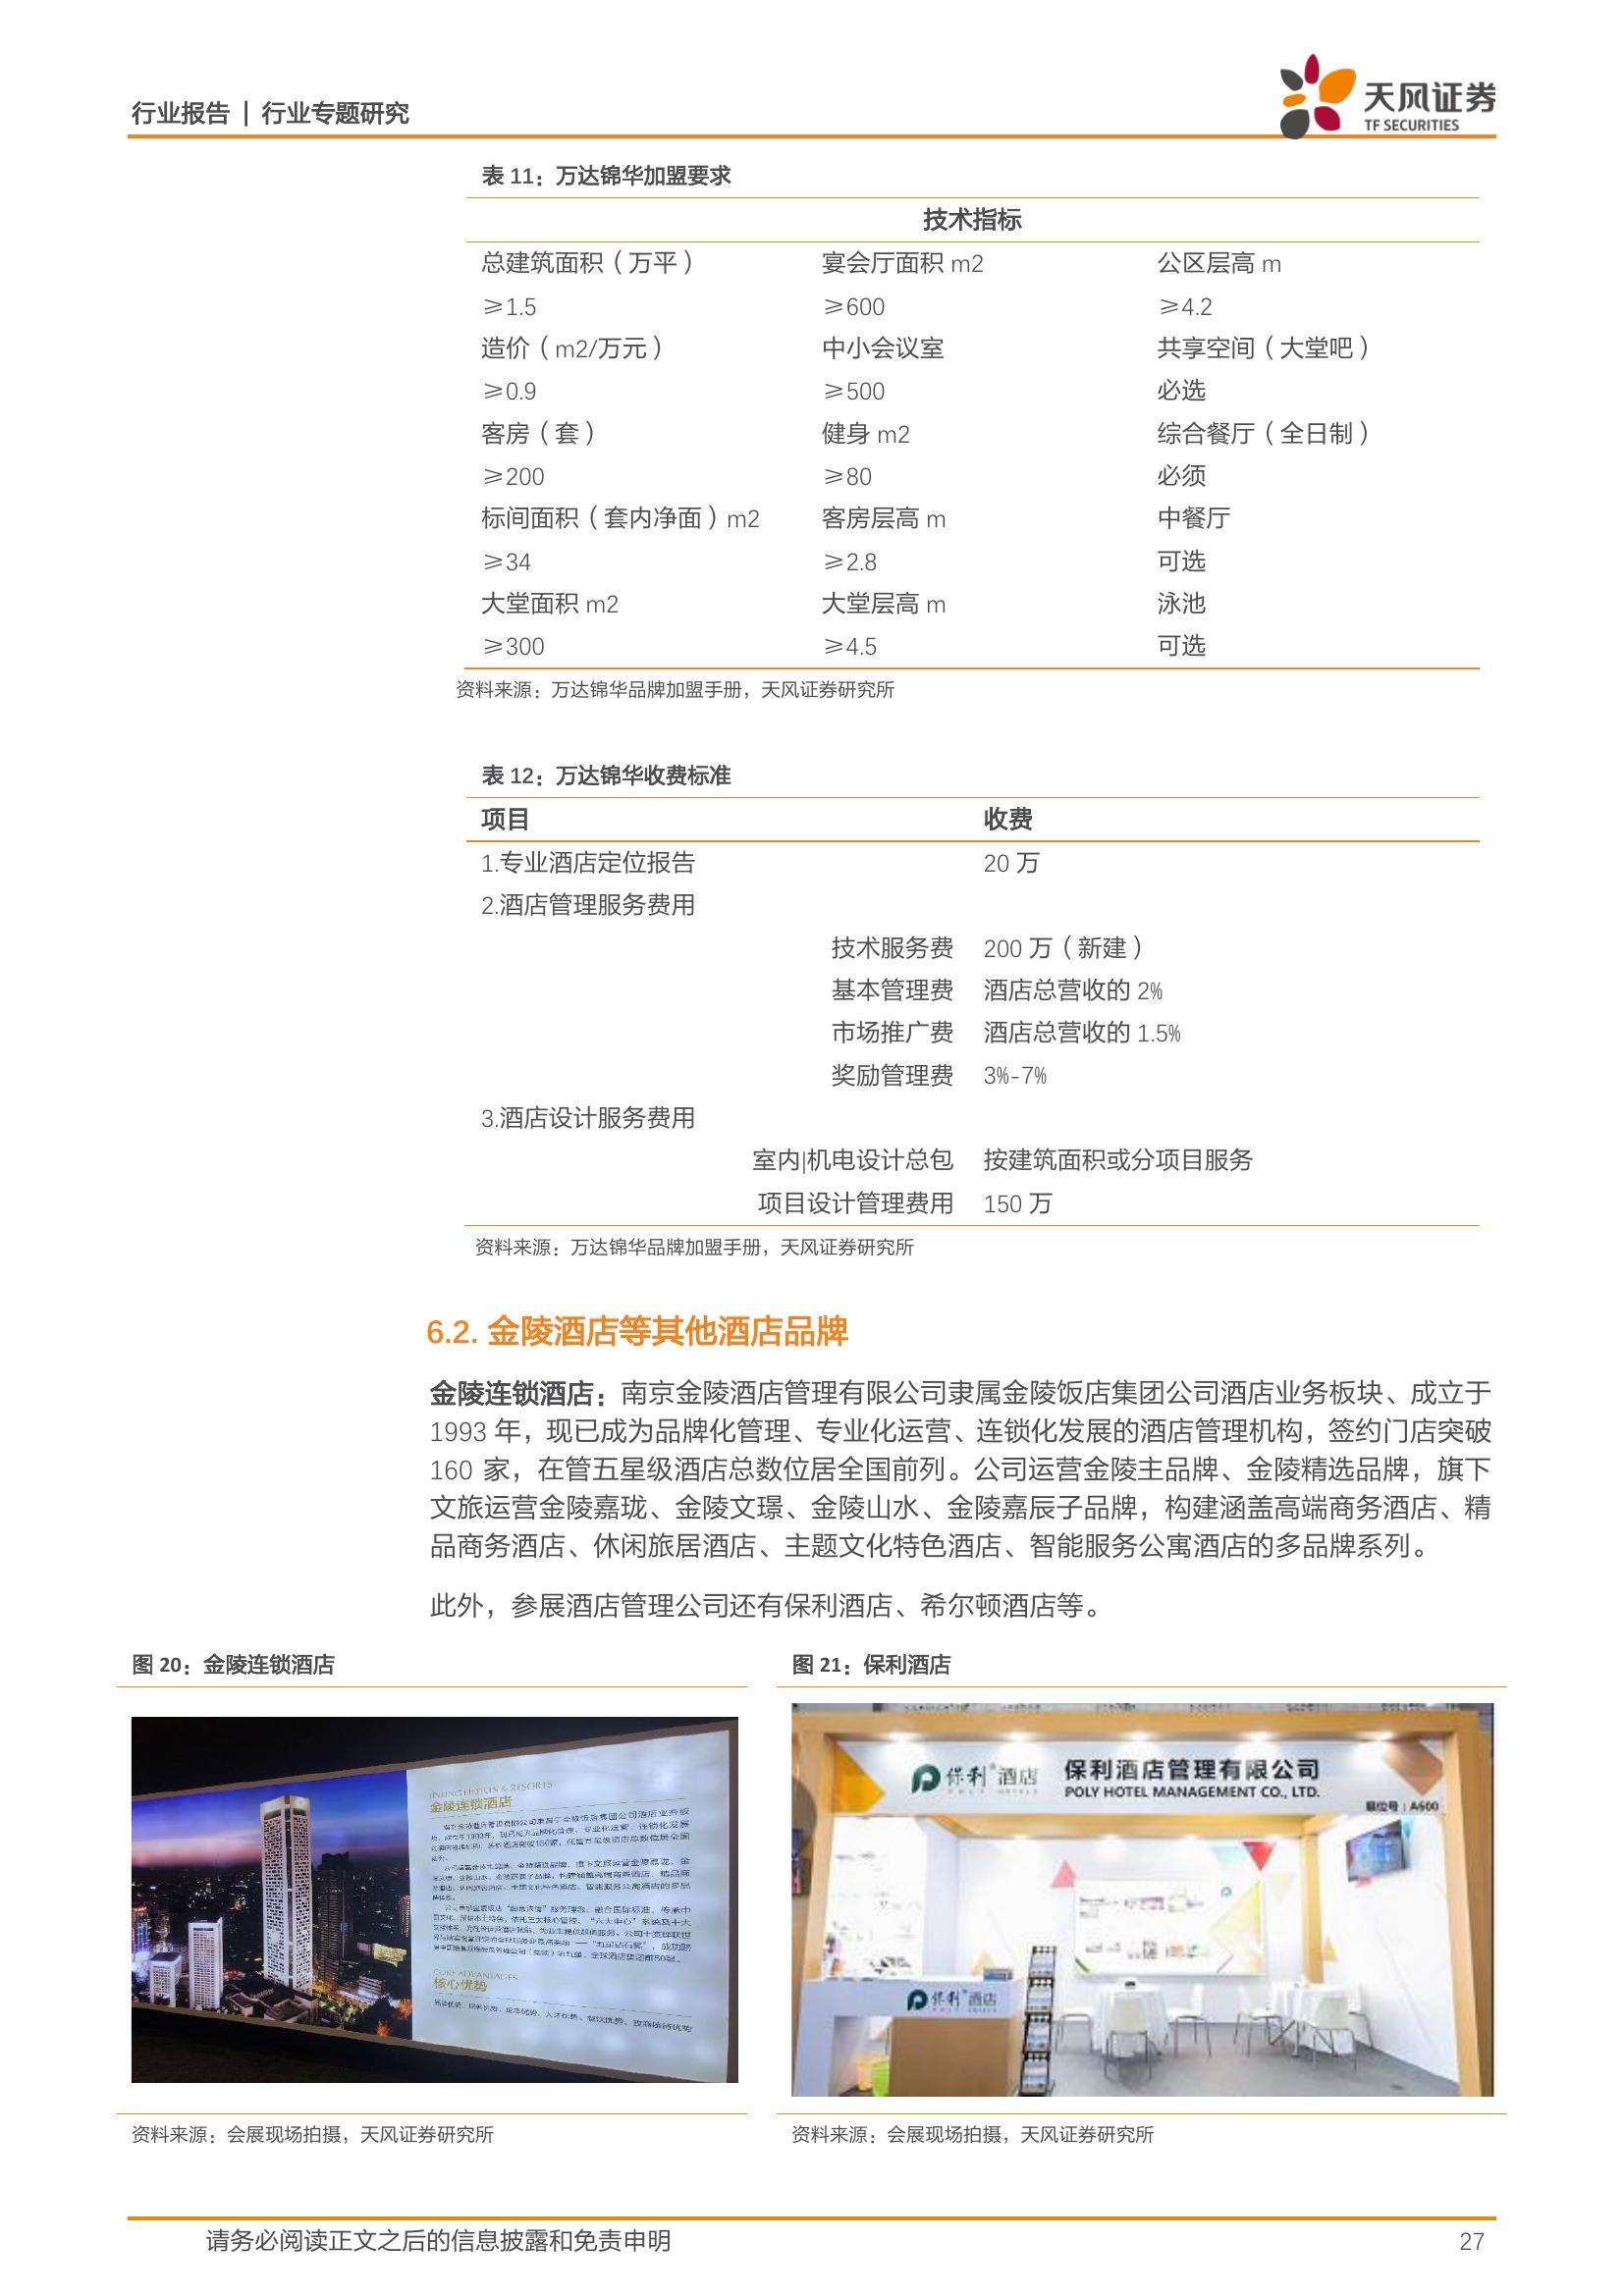 行业报告 | 行业专题研究
天风证券
TF SECURITIES
表 11：万达锦华加盟要求
技术指标
总建筑面积（万平） 宴会厅面积 m2 公区层高 m
≥1.5 ≥600 ≥4.2
造价（m2/万元） 中小会议室 共享空间（大堂吧）
≥0.9 ≥500 必选
客房（套） 健身 m2 综合餐厅（全日制）
≥200 ≥80 必须
标间面积（套内净面）m2 客房层高 m 中餐厅
≥34 ≥2.8 可选
大堂面积 m2 大堂层高 m 泳池
≥300 ≥4.5 可选
资料来源：万达锦华品牌加盟手册，天风证券研究所
表 12：万达锦华收费标准
项目 收费
1.专业酒店定位报告 20 万
2.酒店管理服务费用
技术服务费 200 万（新建）
基本管理费 酒店总营收的 2%
市场推广费 酒店总营收的 1.5%
奖励管理费 3%-7%
3.酒店设计服务费用
室内|机电设计总包 按建筑面积或分项目服务
项目设计管理费用 150 万
资料来源：万达锦华品牌加盟手册，天风证券研究所
6.2. 金陵酒店等其他酒店品牌
金陵连锁酒店：南京金陵酒店管理有限公司隶属金陵饭店集团公司酒店业务板块、成立于
1993 年，现已成为品牌化管理、专业化运营、连锁化发展的酒店管理机构，签约门店突破
160 家，在管五星级酒店总数位居全国前列。公司运营金陵主品牌、金陵精选品牌，旗下
文旅运营金陵嘉珑、金陵文璟、金陵山水、金陵嘉辰子品牌，构建涵盖高端商务酒店、精
品商务酒店、休闲旅居酒店、主题文化特色酒店、智能服务公寓酒店的多品牌系列。
此外，参展酒店管理公司还有保利酒店、希尔顿酒店等。
图 20：金陵连锁酒店
金陵连锁酒店
核心优势
资料来源：会展现场拍摄，天风证券研究所
图 21：保利酒店
保利酒店 保利酒店管理有限公司
POLY HOTEL MANAGEMENT CO., LTD.
展位号：A600
保利酒店
资料来源：会展现场拍摄，天风证券研究所
请务必阅读正文之后的信息披露和免责申明 27